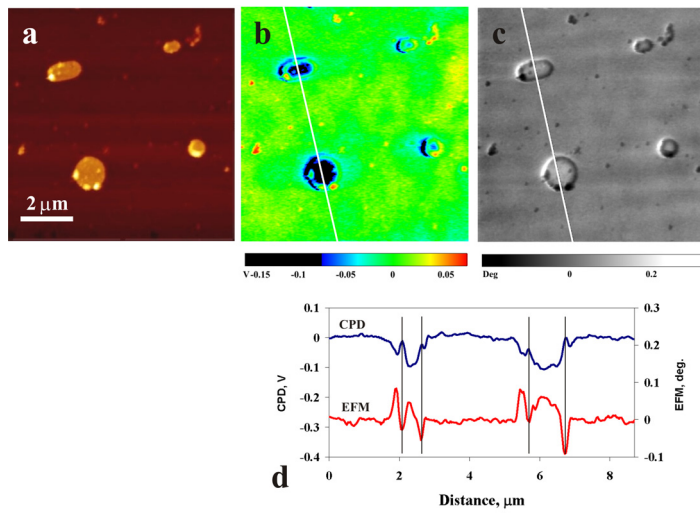 a
b
c
2 μm
V-0.15 -0.1 -0.05 0 0.05
Deg 0 0.2
0.1 0.3
CPD
0 0.2
-0.1 0.1
CPD, V
EFM, deg.
-0.2
EFM
-0.3 0
-0.4 -0.1
d
0 2 4 6 8
Distance, μm